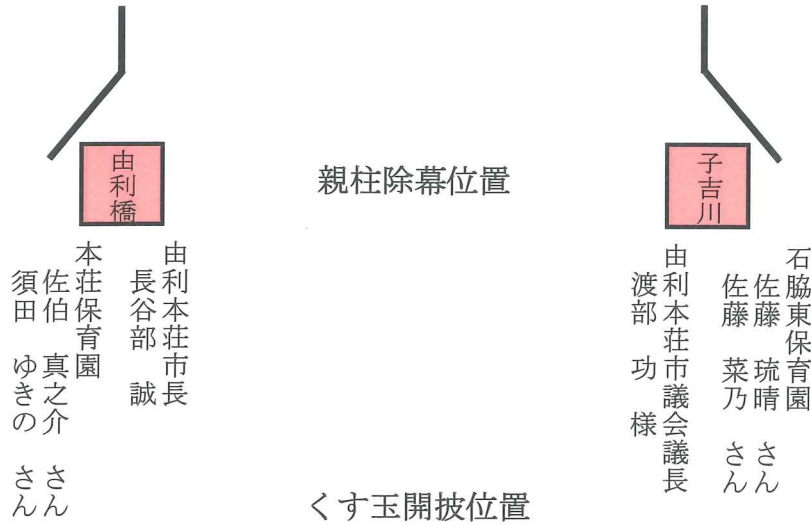 親柱除幕位置
子吉川
石脇東保育園
佐藤 琉晴 さん
佐藤 菜乃 さん
由利本荘市議会議長
渡部 功 様
由利橋
由利本荘市長
長谷部 誠
本荘保育園
佐伯 真之介 さん
須田 ゆきの さん
くす玉開披位置